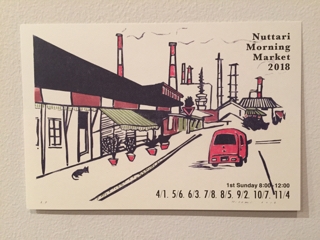 Nuttari
Morning
Market
2018
1st Sunday 8:00-12:00
4/1. 5/6. 6/3. 7/8. 8/5. 9/2. 10/7. 11/4